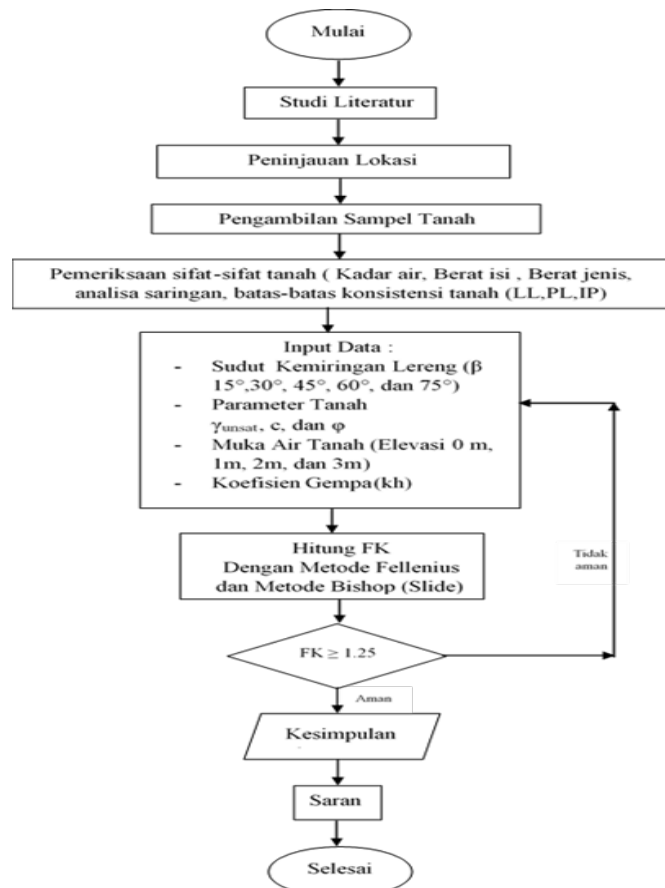 Mulai
Studi Literatur
Peninjauan Lokasi
Pengambilan Sampel Tanah
Pemeriksaan sifat-sifat tanah ( Kadar air, Berat isi , Berat jenis,
analisa saringan, batas-batas konsistensi tanah (LL,PL,IP)
Input Data :
- Sudut Kemiringan Lereng (β
15°,30°, 45°, 60°, dan 75°)
- Parameter Tanah
γunsat, c, dan φ
- Muka Air Tanah (Elevasi 0 m,
1m, 2m, dan 3m)
- Koefisien Gempa(kh)
Hitung FK
Dengan Metode Fellenius
dan Metode Bishop (Slide)
Tidak
aman
FK ≥ 1.25
Aman
Kesimpulan
Saran
Selesai